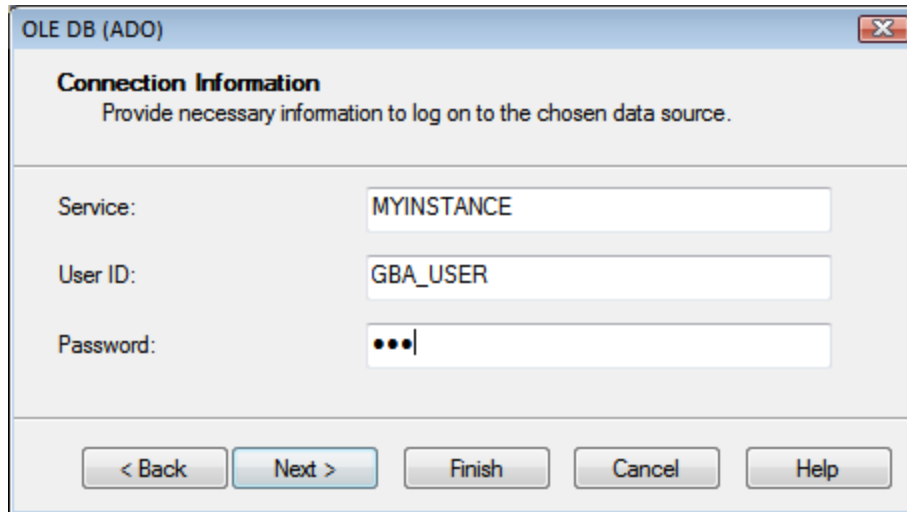 OLE DB (ADO)
Connection Information
Provide necessary information to log on to the chosen data source.
Service: MYINSTANCE
User ID: GBA_USER
Password: •••
< Back Next > Finish Cancel Help